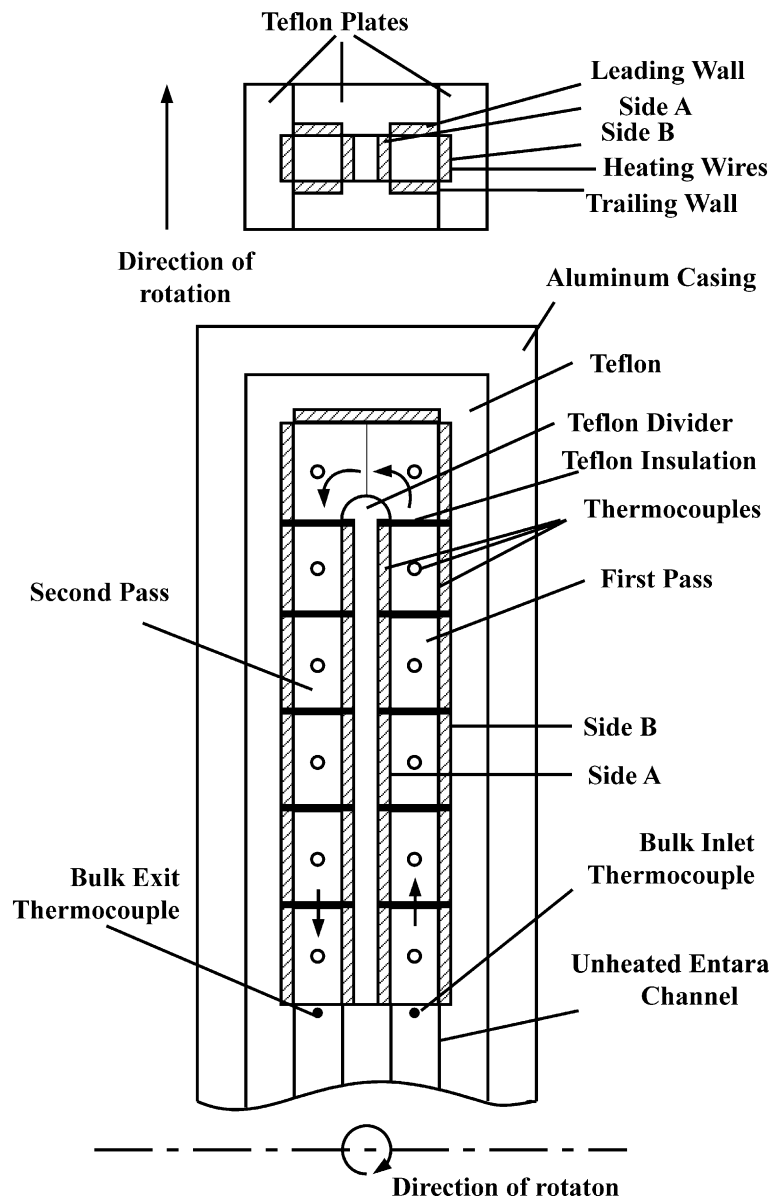 Teflon Plates
Leading Wall
Side A
Side B
Heating Wires
Trailing Wall
Direction of
rotation
Aluminum Casing
Teflon
Teflon Divider
Teflon Insulation
Thermocouples
First Pass
Second Pass
Side B
Side A
Bulk Inlet
Thermocouple
Bulk Exit
Thermocouple
Unheated Entara
Channel
Direction of rotaton